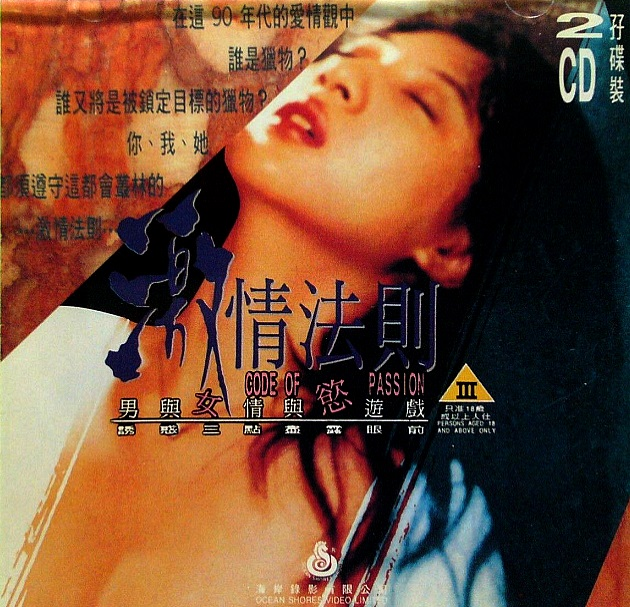 在這 90 年代的愛情觀中
誰是獵物？
誰又將是被鎖定目標的獵物？
你、我、她
都須遵守這都會叢林的
…激情法則…
2
CD
孖碟裝
激情法則
CODE OF PASSION
男與女情與慾遊戲
誘惑三點盡露眼前
III
只准18歲
或以上人仕
PERSONS AGED 18
AND ABOVE ONLY
海岸錄影有限公司
OCEAN SHORES VIDEO LIMITED